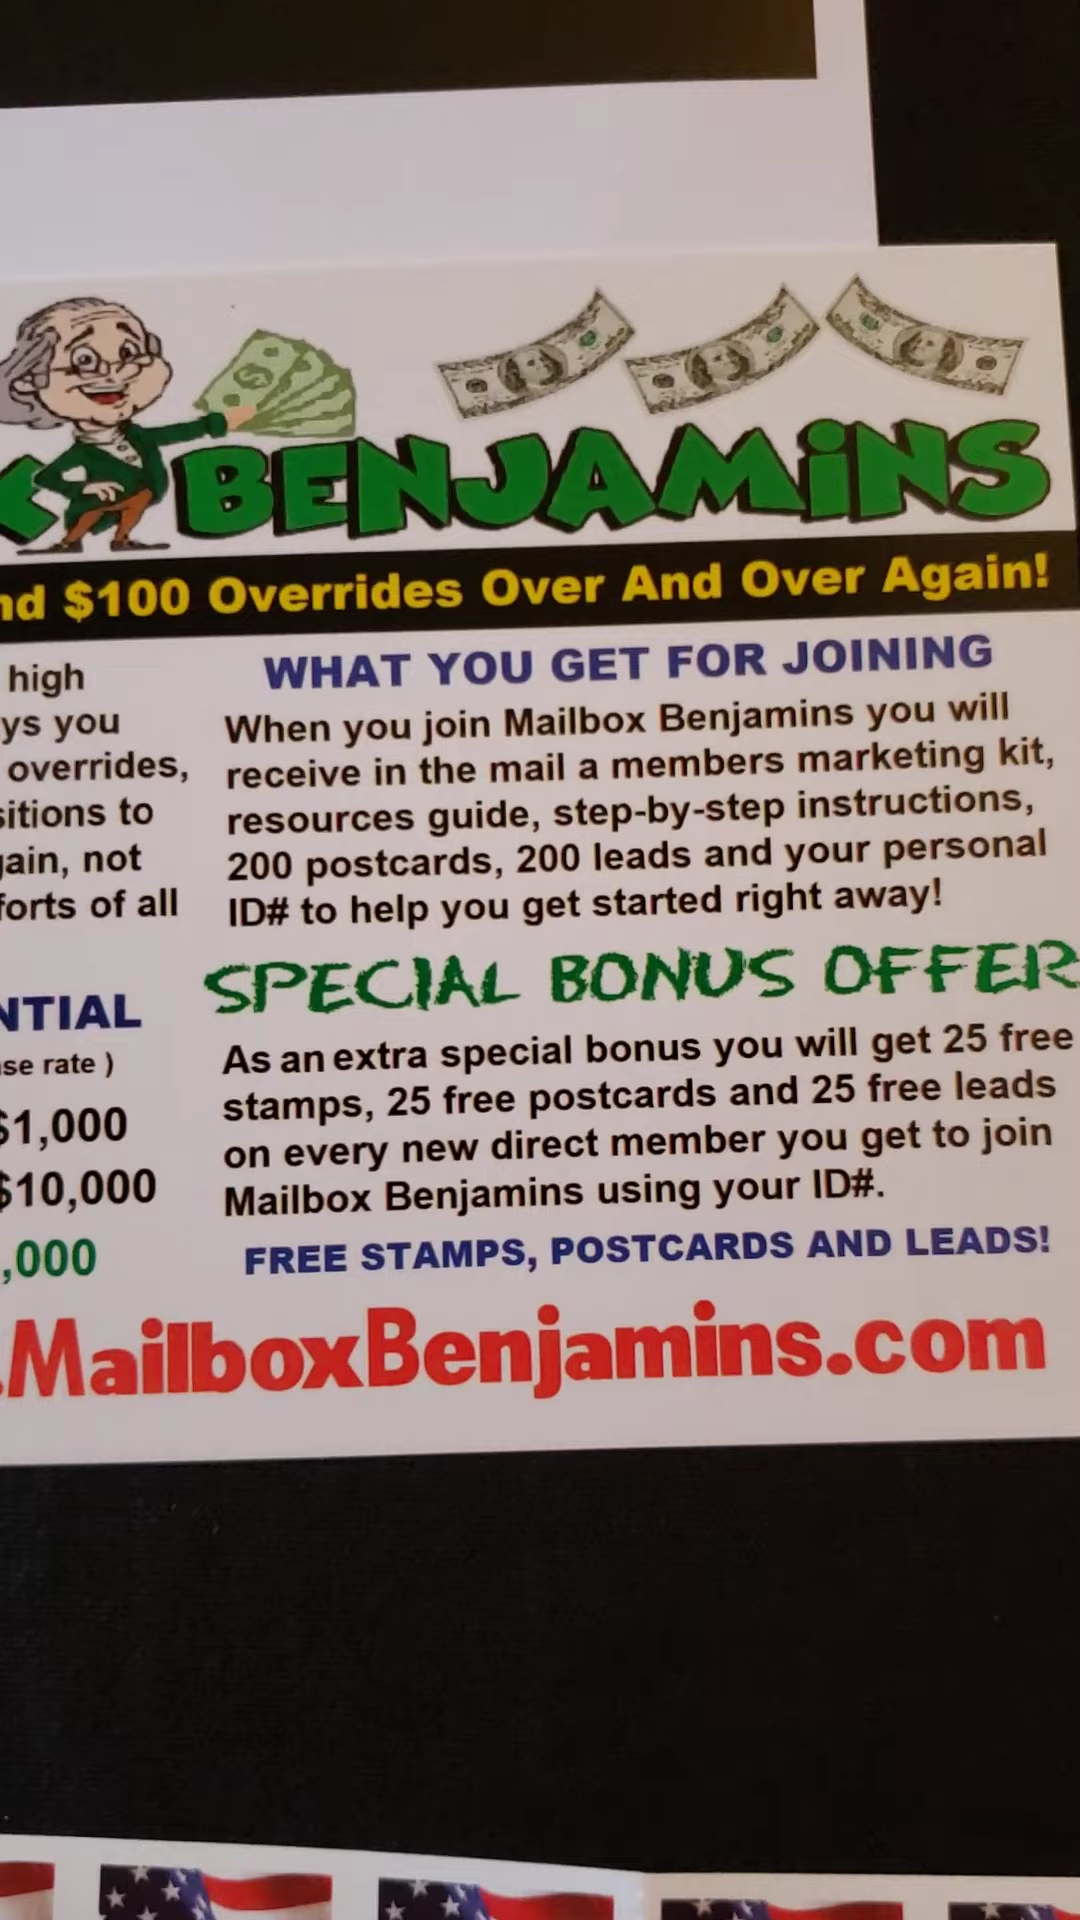 BENJAMINS
nd $100 Overrides Over And Over Again!
high
ys you
overrides,
sitions to
gain, not
forts of all
NTIAL
se rate )
$1,000
$10,000
,000
WHAT YOU GET FOR JOINING
When you join Mailbox Benjamins you will
receive in the mail a members marketing kit,
resources guide, step-by-step instructions,
200 postcards, 200 leads and your personal
ID# to help you get started right away!
SPECIAL BONUS OFFER
As an extra special bonus you will get 25 free
stamps, 25 free postcards and 25 free leads
on every new direct member you get to join
Mailbox Benjamins using your ID#.
FREE STAMPS, POSTCARDS AND LEADS!
.MailboxBenjamins.com